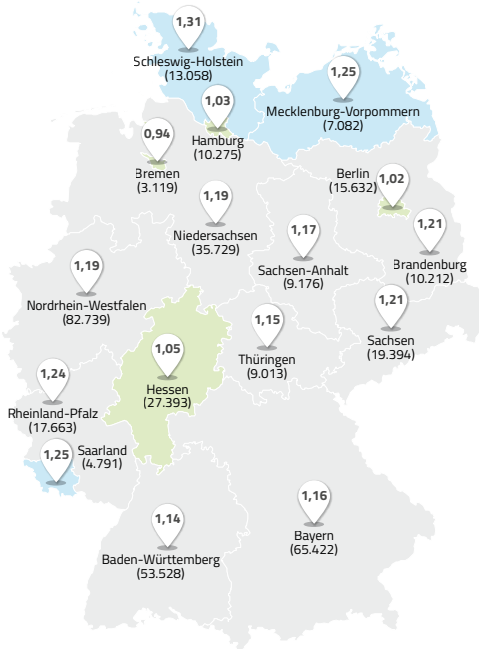 1,31
Schleswig-Holstein
(13.058)
1,25
Mecklenburg-Vorpommern
(7.082)
1,03
Hamburg
(10.275)
0,94
Bremen
(3.119)
Berlin
(15.632)
1,02
1,19
Niedersachsen
(35.729)
1,17
Sachsen-Anhalt
(9.176)
1,21
Brandenburg
(10.212)
1,19
Nordrhein-Westfalen
(82.739)
1,21
Sachsen
(19.394)
1,15
Thüringen
(9.013)
1,05
Hessen
(27.393)
1,24
Rheinland-Pfalz
(17.663)
1,25
Saarland
(4.791)
1,16
Bayern
(65.422)
1,14
Baden-Württemberg
(53.528)